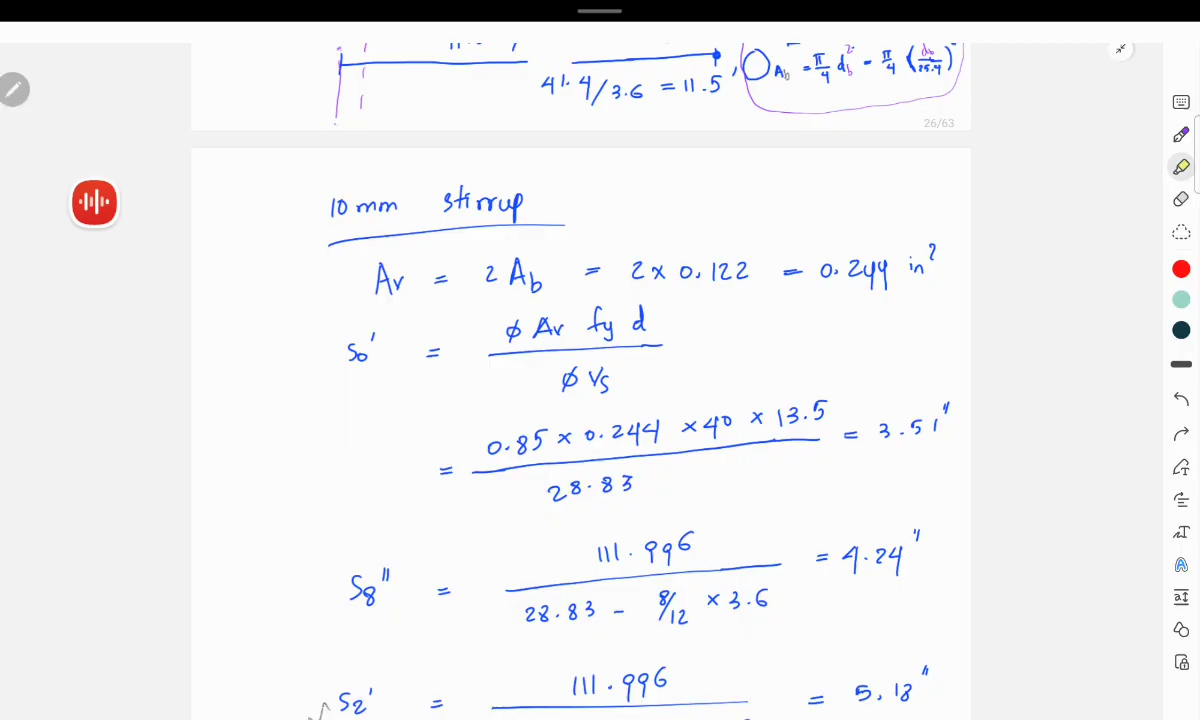 4'. 4/3.6 = 11.5 , Ab = π/4 db² = π/4 (db/25.4)²
26/63
10 mm stirrup
Av = 2 Ab = 2 x 0.122 = 0.244 in²
So' = ϕ Av fy d / ϕ Vs
= 0.85 x 0.244 x 40 x 13.5 / 28.83 = 3.51"
S8" = 111.996 / 28.83 - 8/12 x 3.6 = 4.24"
S2' = 111.996 = 5.18"